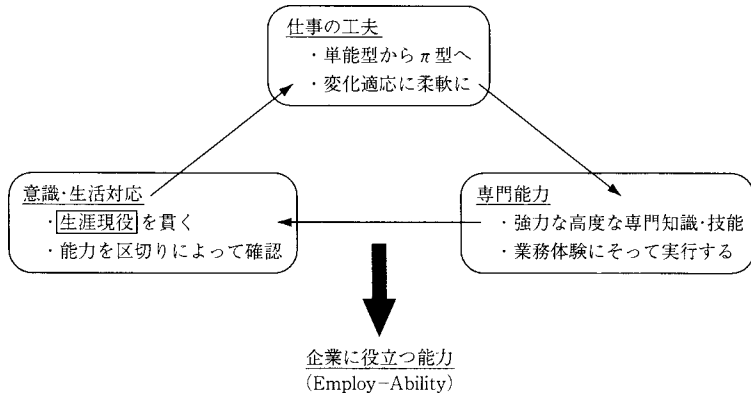 仕事の工夫
・単能型からπ型へ
・変化適応に柔軟に
意識・生活対応
・生涯現役を貫く
・能力を区切りによって確認
専門能力
・強力な高度な専門知識・技能
・業務体験にそって実行する
企業に役立つ能力
(Employ-Ability)